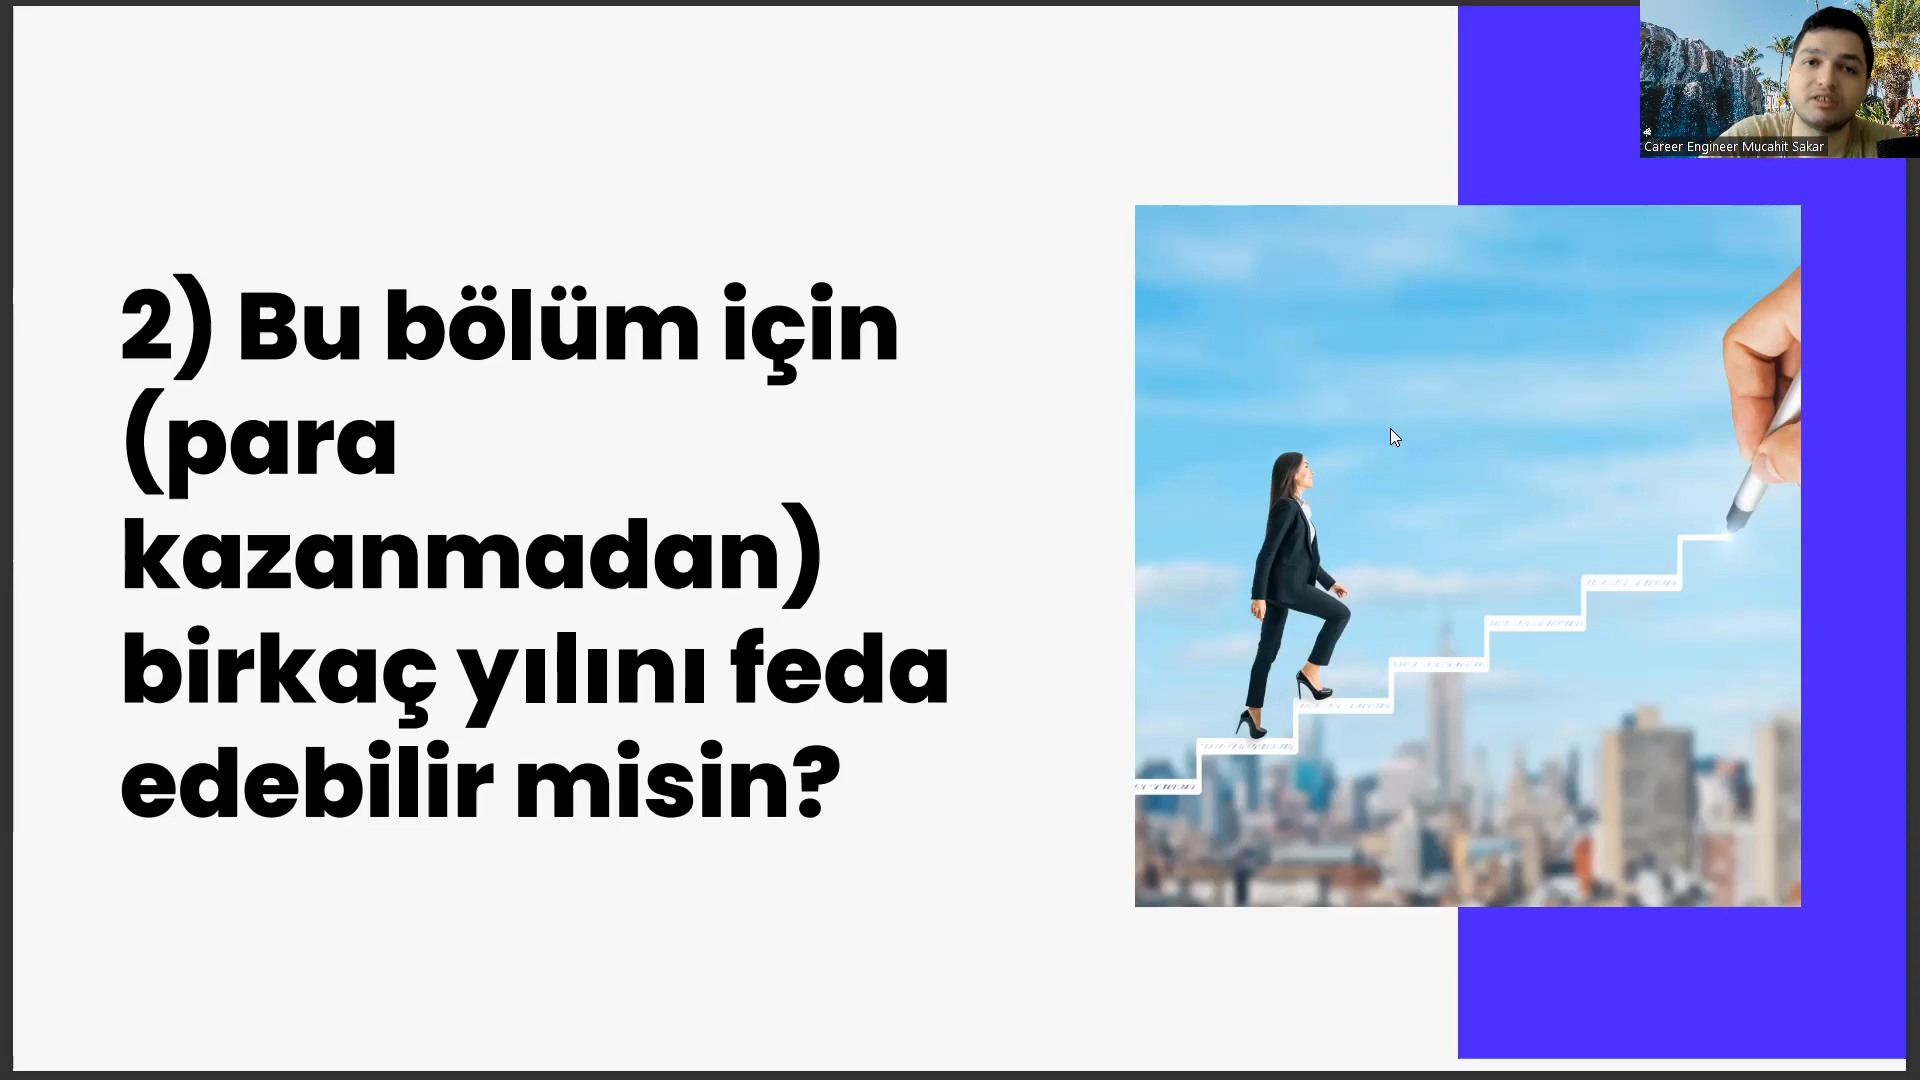 Career Engineer Mucahit Sakar
2) Bu bölüm için
(para
kazanmadan)
birkaç yılını feda
edebilir misin?